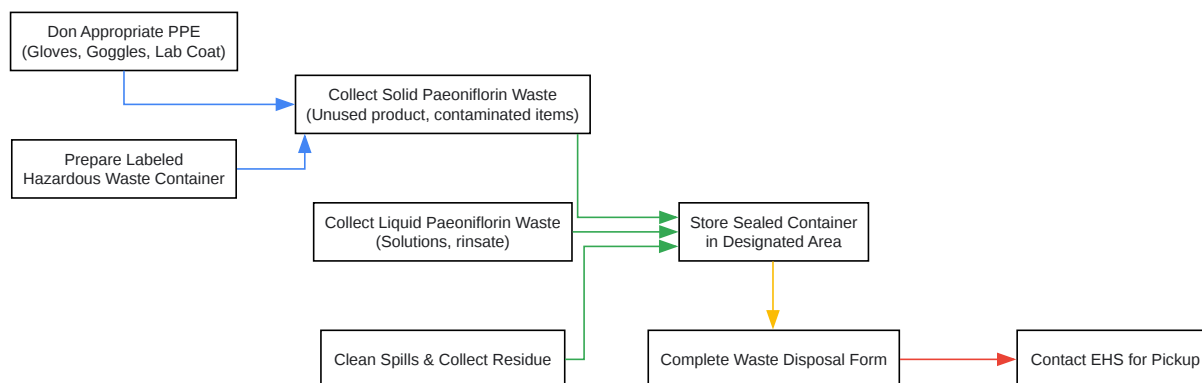 Don Appropriate PPE
(Gloves, Goggles, Lab Coat)
Collect Solid Paeoniflorin Waste
(Unused product, contaminated items)
Prepare Labeled
Hazardous Waste Container
Collect Liquid Paeoniflorin Waste
(Solutions, rinsate)
Store Sealed Container
in Designated Area
Clean Spills & Collect Residue
Complete Waste Disposal Form
Contact EHS for Pickup